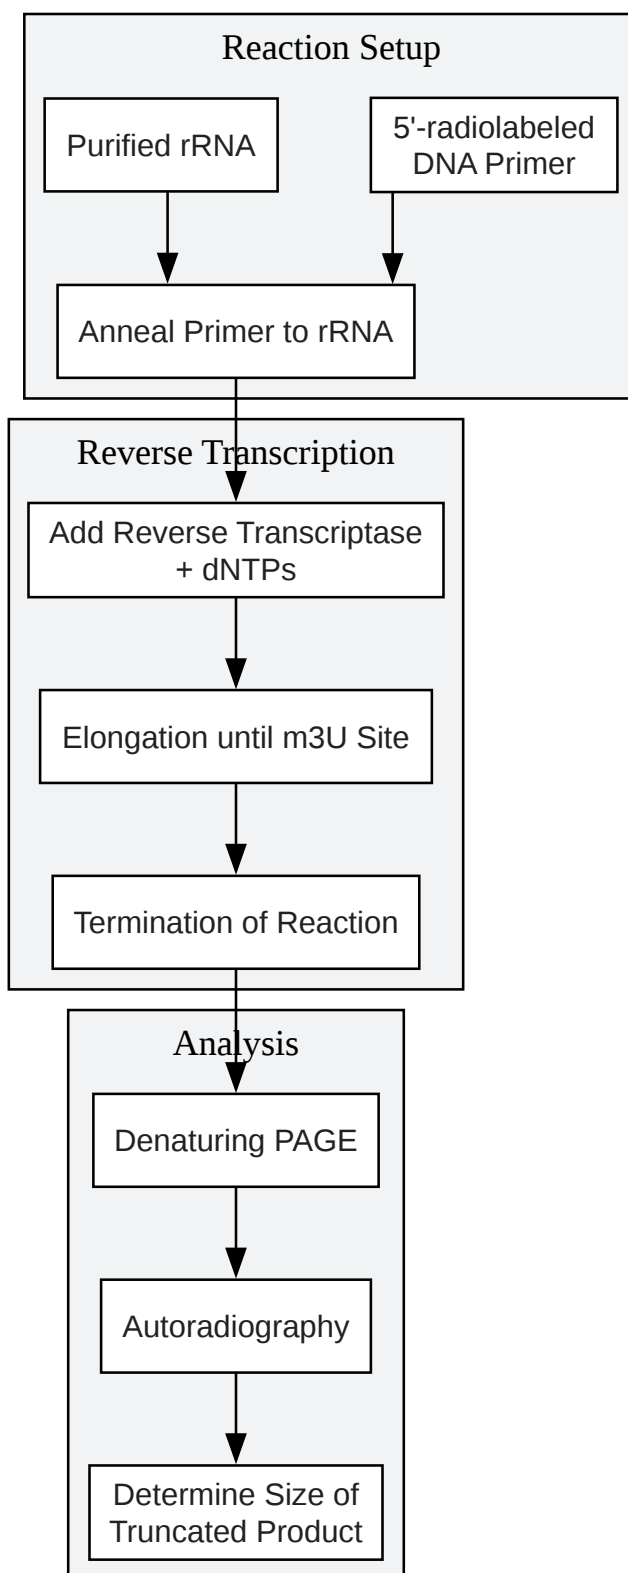 Reaction Setup
Purified rRNA
5'-radiolabeled
DNA Primer
Anneal Primer to rRNA
Reverse Transcription
Add Reverse Transcriptase
+ dNTPs
Elongation until m3U Site
Termination of Reaction
Analysis
Denaturing PAGE
Autoradiography
Determine Size of
Truncated Product